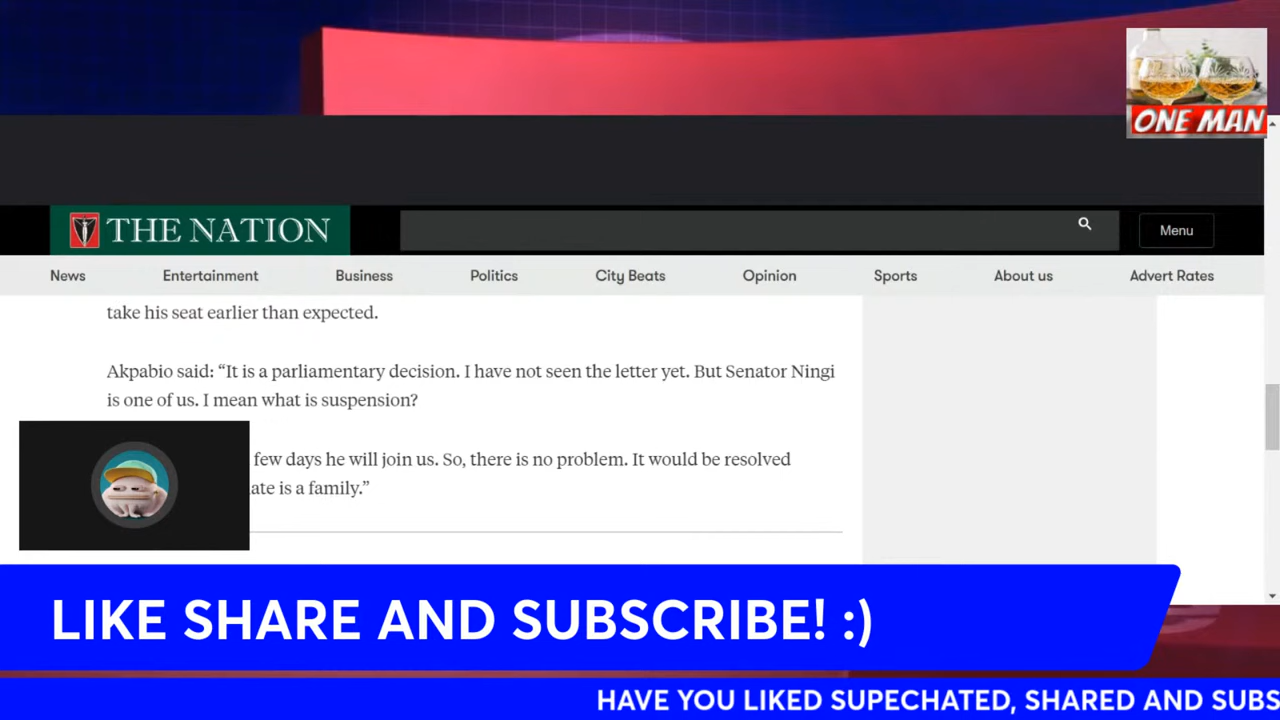 ONE MAN
THE NATION
Menu
News Entertainment Business Politics City Beats Opinion Sports About us Advert Rates
take his seat earlier than expected.
Akpabio said: “It is a parliamentary decision. I have not seen the letter yet. But Senator Ningi
is one of us. I mean what is suspension?
few days he will join us. So, there is no problem. It would be resolved
ate is a family.”
LIKE SHARE AND SUBSCRIBE! :)
HAVE YOU LIKED SUPECHATED, SHARED AND SUBS